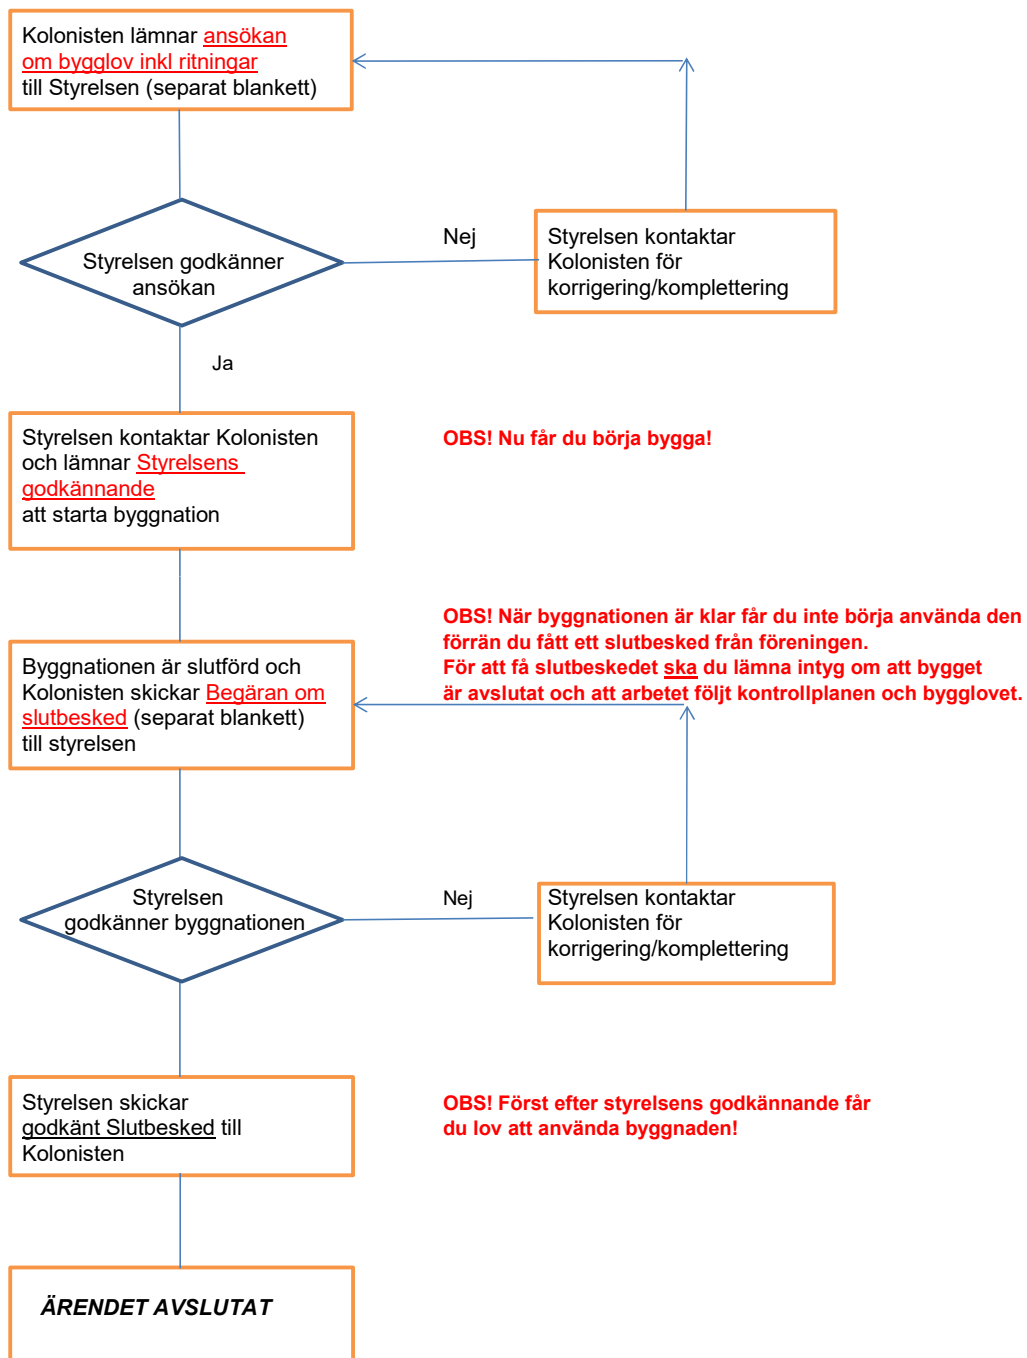 Kolonisten lämnar ansökan
om bygglov inkl ritningar
till Styrelsen (separat blankett)
Styrelsen godkänner
ansökan
Nej
Styrelsen kontaktar
Kolonisten för
korrigering/komplettering
Ja
Styrelsen kontaktar Kolonisten
och lämnar Styrelsens
godkännande
att starta byggnation
OBS! Nu får du börja bygga!
OBS! När byggnationen är klar får du inte börja använda den
förrän du fått ett slutbesked från föreningen.
För att få slutbeskedet ska du lämna intyg om att bygget
är avslutat och att arbetet följt kontrollplanen och bygglovet.
Byggnationen är slutförd och
Kolonisten skickar Begäran om
slutbesked (separat blankett)
till styrelsen
Styrelsen
godkänner byggnationen
Nej
Styrelsen kontaktar
Kolonisten för
korrigering/komplettering
Styrelsen skickar
godkänt Slutbesked till
Kolonisten
OBS! Först efter styrelsens godkännande får
du lov att använda byggnaden!
ÄRENDET AVSLUTAT